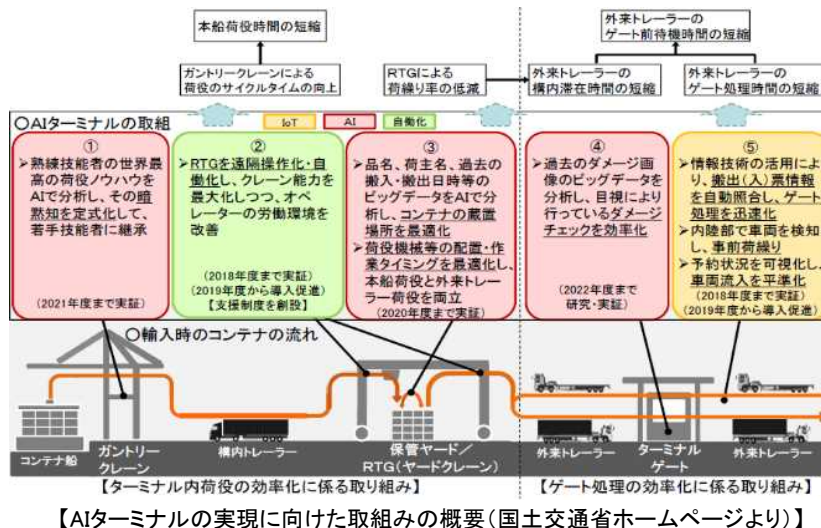 本船荷役時間の短縮
外来トレーラーの
ゲート前待機時間の短縮
ガントリークレーンによる
荷役のサイクルタイムの向上
RTGによる
荷繰り率の低減
外来トレーラーの
構内滞在時間の短縮
外来トレーラーの
ゲート処理時間の短縮
○AIターミナルの取組
IoT
AI
自動化
①
➢熟練技能者の世界最
高の荷役ノウハウを
AIで分析し、その暗
黙知を定式化して、
若手技能者に継承
(2021年度まで実証)
②
➢RTGを遠隔操作化・自
働化し、クレーン能力を
最大化しつつ、オペ
レーターの労働環境を
改善
(2018年度まで実証)
(2019年度から導入促進)
【支援制度を創設】
③
➢品名、荷主名、過去の
搬入・搬出日時等の
ビッグデータをAIで分
析し、コンテナの蔵置
場所を最適化
➢荷役機械等の配置・作
業タイミングを最適化し、
本船荷役と外来トレー
ラー荷役を両立
(2020年度まで実証)
④
➢過去のダメージ画
像のビッグデータを
分析し、目視により
行っているダメージ
チェックを効率化
(2022年度まで
研究・実証)
⑤
➢情報技術の活用によ
り、搬出(入)票情報
を自動照合し、ゲート
処理を迅速化
➢内陸部で車両を検知
し、事前荷繰り
➢予約状況を可視化し、
車両流入を平準化
(2018年度まで実証)
(2019年度から導入促進)
○輸入時のコンテナの流れ
コンテナ船
ガントリー
クレーン
構内トレーラー
保管ヤード／
RTG(ヤードクレーン)
外来トレーラー
ターミナル
ゲート
外来トレーラー
【ターミナル内荷役の効率化に係る取り組み】
【ゲート処理の効率化に係る取り組み】
【AIターミナルの実現に向けた取組みの概要(国土交通省ホームページより)】